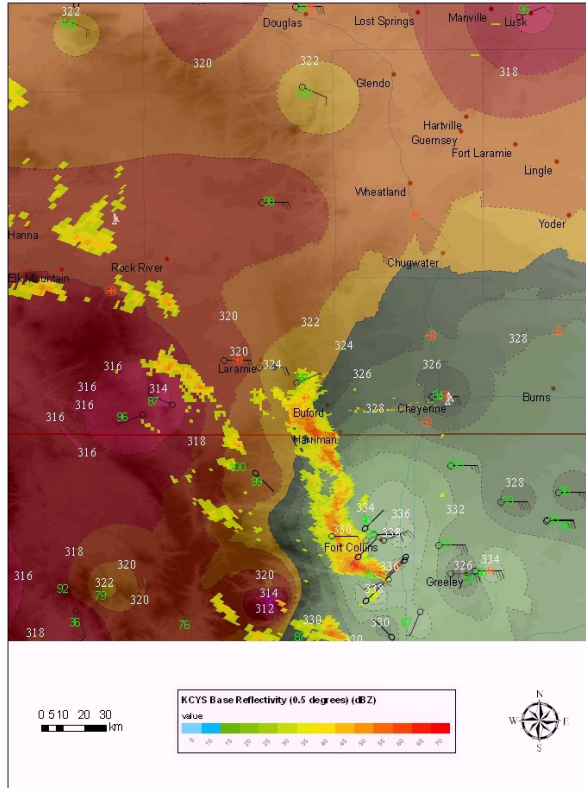 322
Douglas
Lost Springs
Manville
Lusk
320
322
318
Glendo
Hartville
Guernsey
Fort Laramie
Lingle
Wheatland
98
Yoder
Hanna
Chugwater
Elk Mountain
Rock River
320
322
328
324
320
324
316
Laramie
326
326
316
314
87
328
Cheyenne
Burns
316
96
Buford
318
Harriman
316
99
328
334
336
332
330
338
Fort Collins
318
336
334
320
326
316
322
320
314
Greeley
92
79
320
312
36
76
330
330
318
330
0 5 10 20 30
km
KCYS Base Reflectivity (0.5 degrees) (dBZ)
value
5 10 15 20 25 30 35 40 45 50 55 60 65 70
N
W E
S